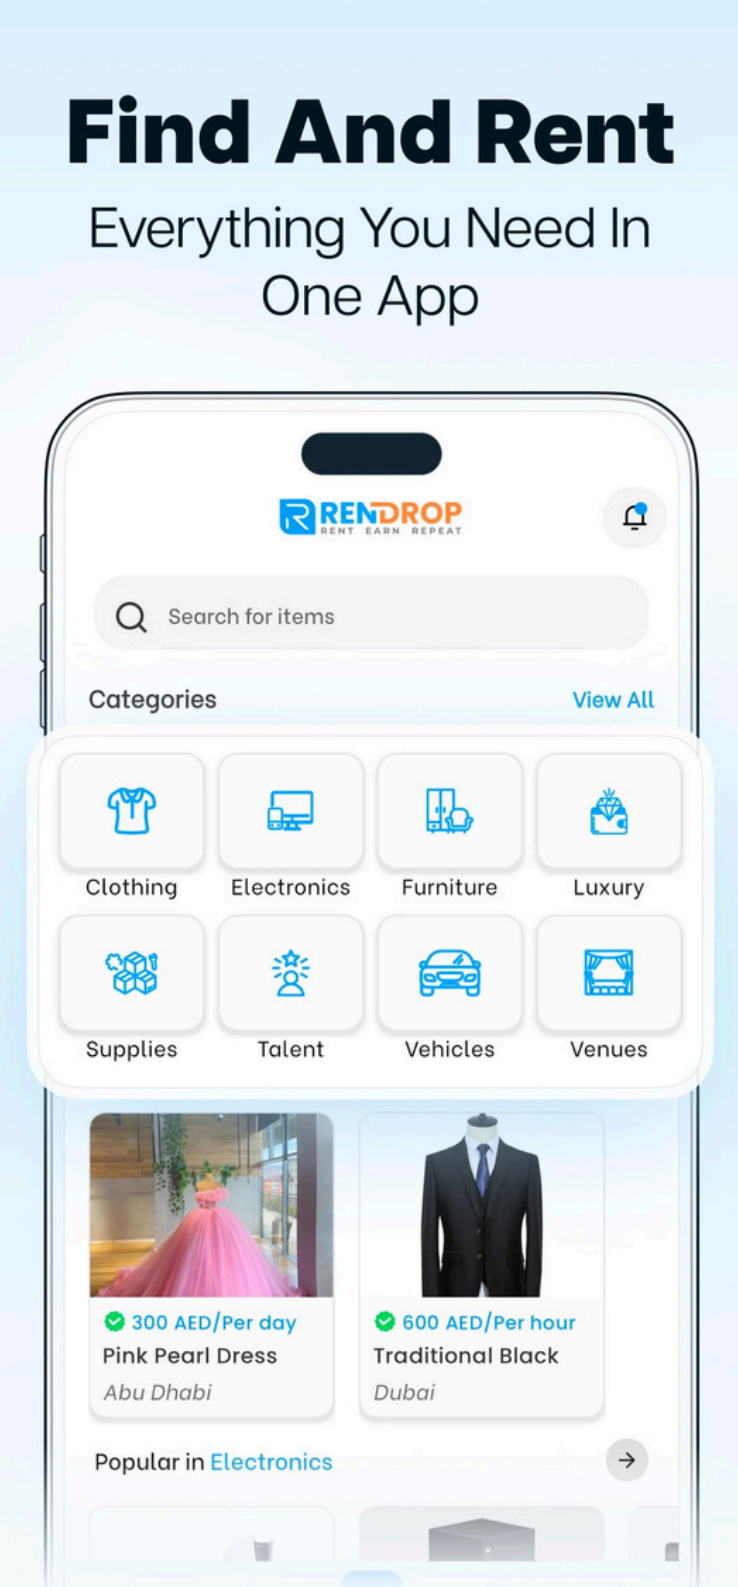 Find And Rent
Everything You Need In
One App
RENDROP
RENT EARN REPEAT
Search for items
Categories View All
Clothing Electronics Furniture Luxury
Supplies Talent Vehicles Venues
300 AED/Per day 600 AED/Per hour
Pink Pearl Dress Traditional Black
Abu Dhabi Dubai
Popular in Electronics